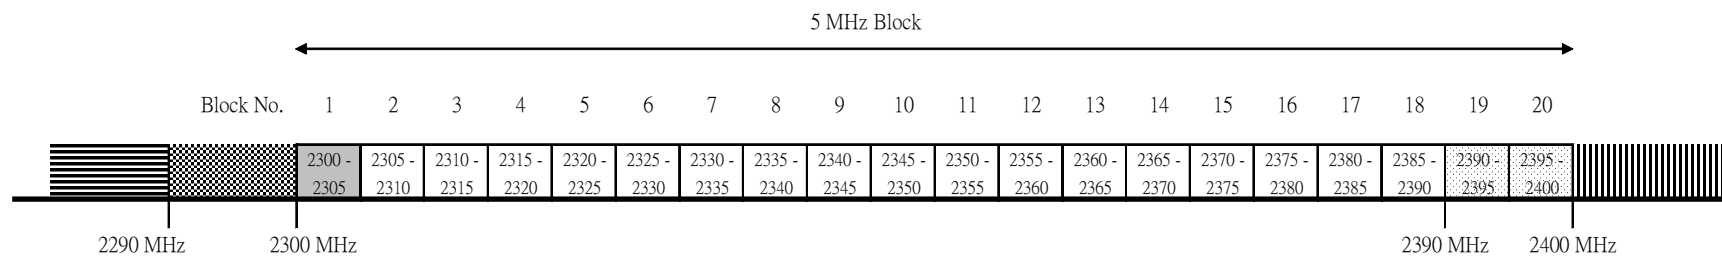 5 MHz Block
Block No. 1 2 3 4 5 6 7 8 9 10 11 12 13 14 15 16 17 18 19 20
2300 - 2305 - 2310 - 2315 - 2320 - 2325 - 2330 - 2335 - 2340 - 2345 - 2350 - 2355 - 2360 - 2365 - 2370 - 2375 - 2380 - 2385 - 2390 - 2395 -
2305 2310 2315 2320 2325 2330 2335 2340 2345 2350 2355 2360 2365 2370 2375 2380 2385 2390 2395 2400
2290 MHz 2300 MHz 2390 MHz 2400 MHz